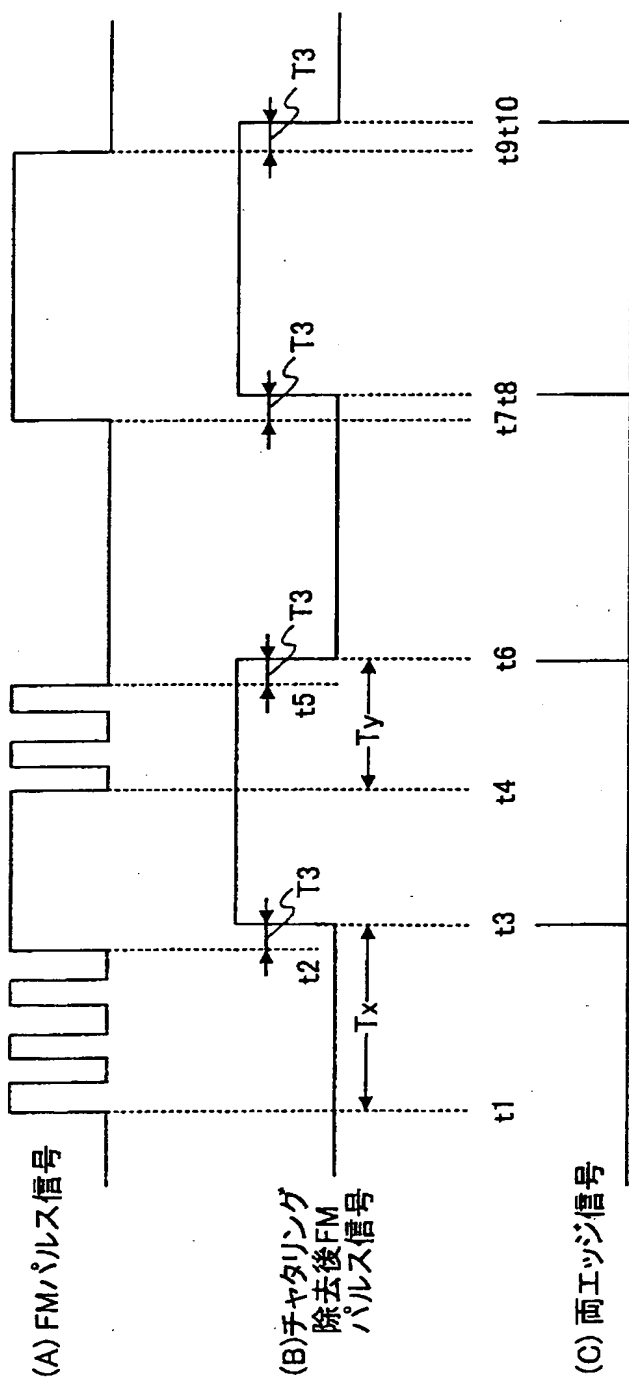 (A) FMパルス信号
(B)チャタリング
除去後FM
パルス信号
T3
T3
T3
T3
t2
t5
Tx
Ty
t1
t3
t4
t6
t7t8
t9t10
(C) 両エッジ信号